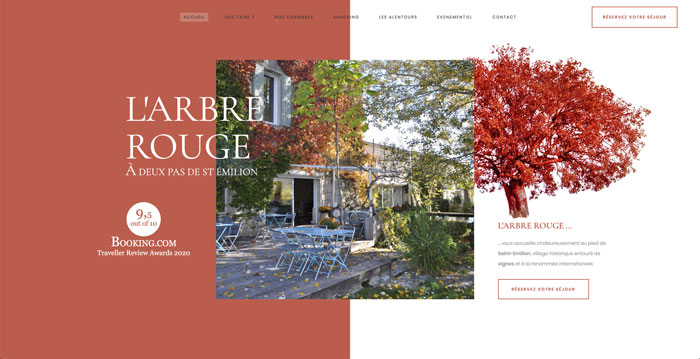 ACCUEIL
QUE FAIRE ?
NOS CHAMBRES
SNACKING
LES ALENTOURS
EVENEMENTIEL
CONTACT
RÉSERVEZ VOTRE SÉJOUR
L'ARBRE
ROUGE
À DEUX PAS DE ST ÉMILION
9,5
out of 10
BOOKING.COM
Traveller Review Awards 2020
L'ARBRE ROUGE ...
... vous accueille chaleureusement au pied de
Saint-Emilion, village historique entouré de
vignes et à la renommée internationale.
RÉSERVEZ VOTRE SÉJOUR